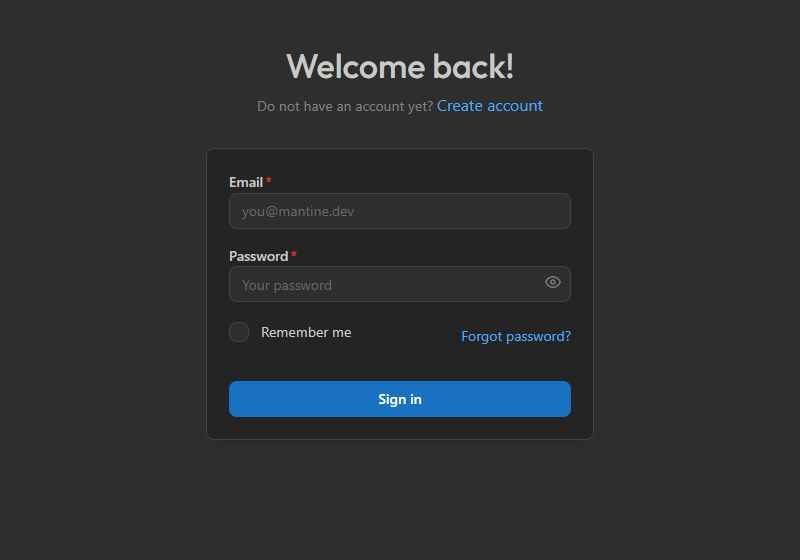 Welcome back!
Do not have an account yet? Create account
Email *
you@mantine.dev
Password *
Your password
Remember me
Forgot password?
Sign in